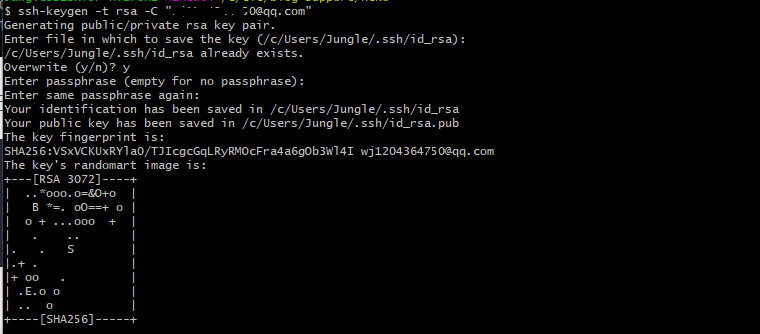 $ ssh-keygen -t rsa -C "50@qq.com"
Generating public/private rsa key pair.
Enter file in which to save the key (/c/Users/Jungle/.ssh/id_rsa):
/c/Users/Jungle/.ssh/id_rsa already exists.
Overwrite (y/n)? y
Enter passphrase (empty for no passphrase):
Enter same passphrase again:
Your identification has been saved in /c/Users/Jungle/.ssh/id_rsa
Your public key has been saved in /c/Users/Jungle/.ssh/id_rsa.pub
The key fingerprint is:
SHA256:VSxVCKUxRYlaO/TJIcgcGqLRyRMOcFra4a6gOb3Wl4I wj1204364750@qq.com
The key's randomart image is:
+---[RSA 3072]----+
|  ..*ooo.o=&O+o  |
|   B *=. oO==+ o |
|  o + ...ooo  +  |
|   .    ..       |
|.   .   S        |
|.+ .             |
|+ oo   .         |
| .E.o o          |
| ..  o           |
+----[SHA256]-----+